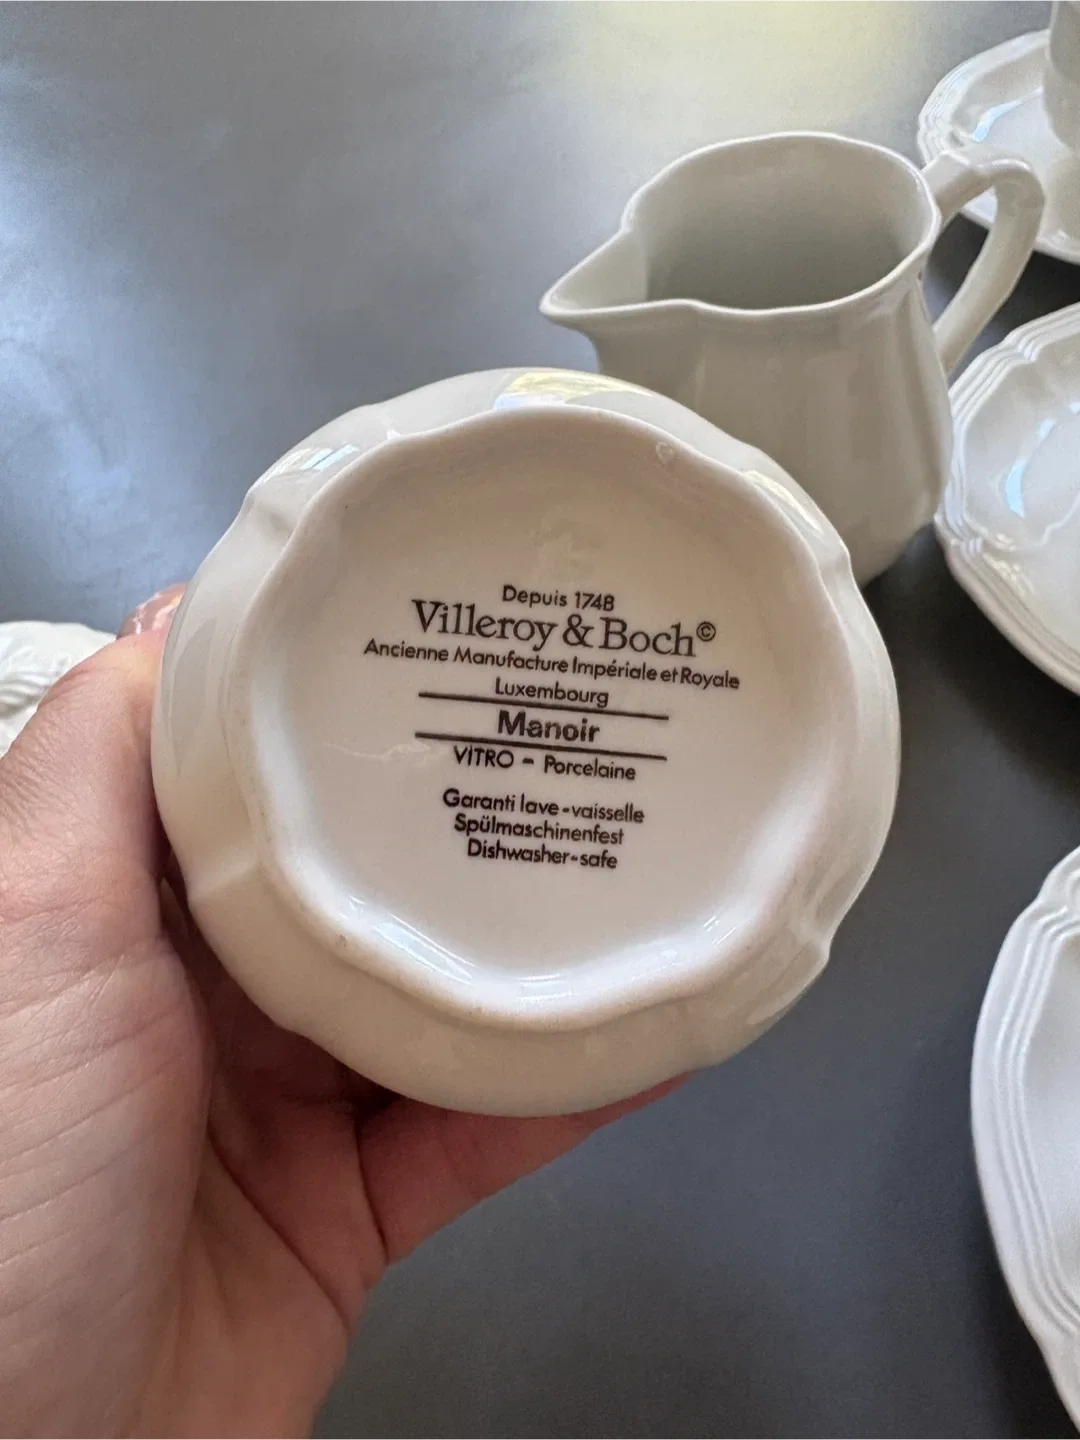 Depuis 1748
Villeroy & Boch©
Ancienne Manufacture Impériale et Royale
Luxembourg
Manoir
VITRO - Porcelaine
Garanti lave-vaisselle
Spülmaschinenfest
Dishwasher-safe